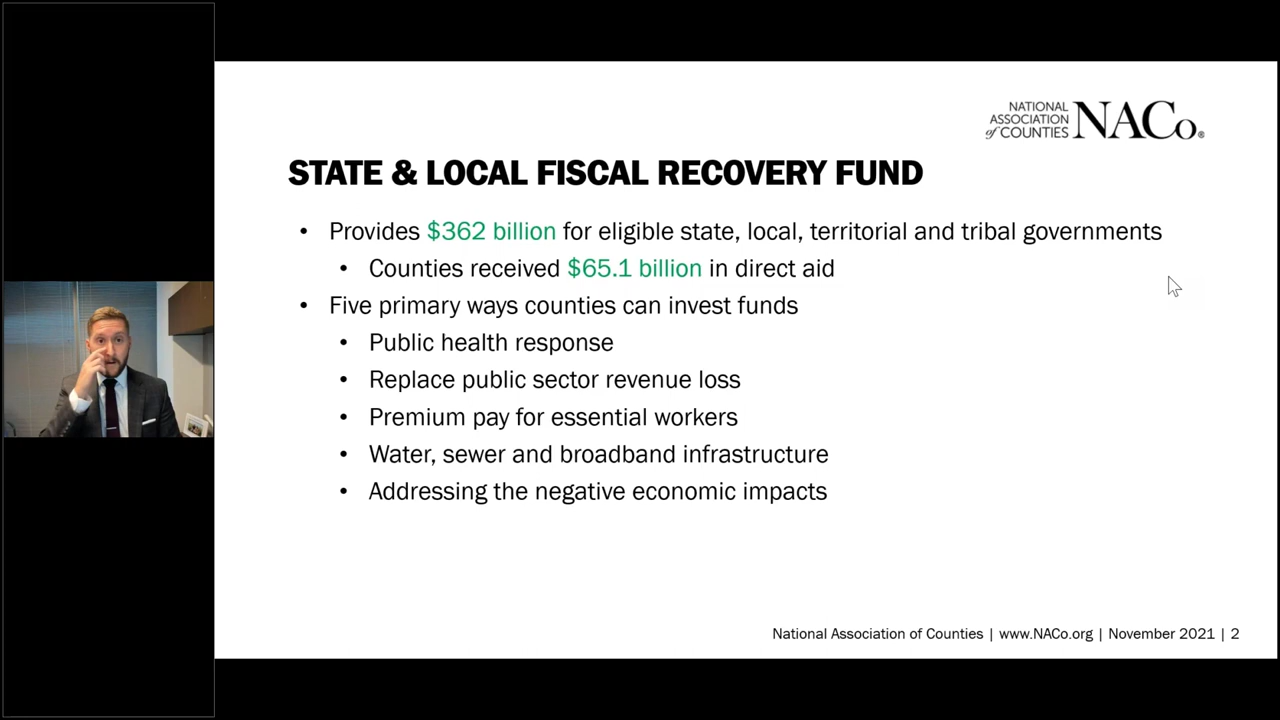 NATIONAL
ASSOCIATION
of COUNTIES
NACo®
STATE & LOCAL FISCAL RECOVERY FUND
• Provides $362 billion for eligible state, local, territorial and tribal governments
• Counties received $65.1 billion in direct aid
• Five primary ways counties can invest funds
• Public health response
• Replace public sector revenue loss
• Premium pay for essential workers
• Water, sewer and broadband infrastructure
• Addressing the negative economic impacts
National Association of Counties | www.NACo.org | November 2021 | 2